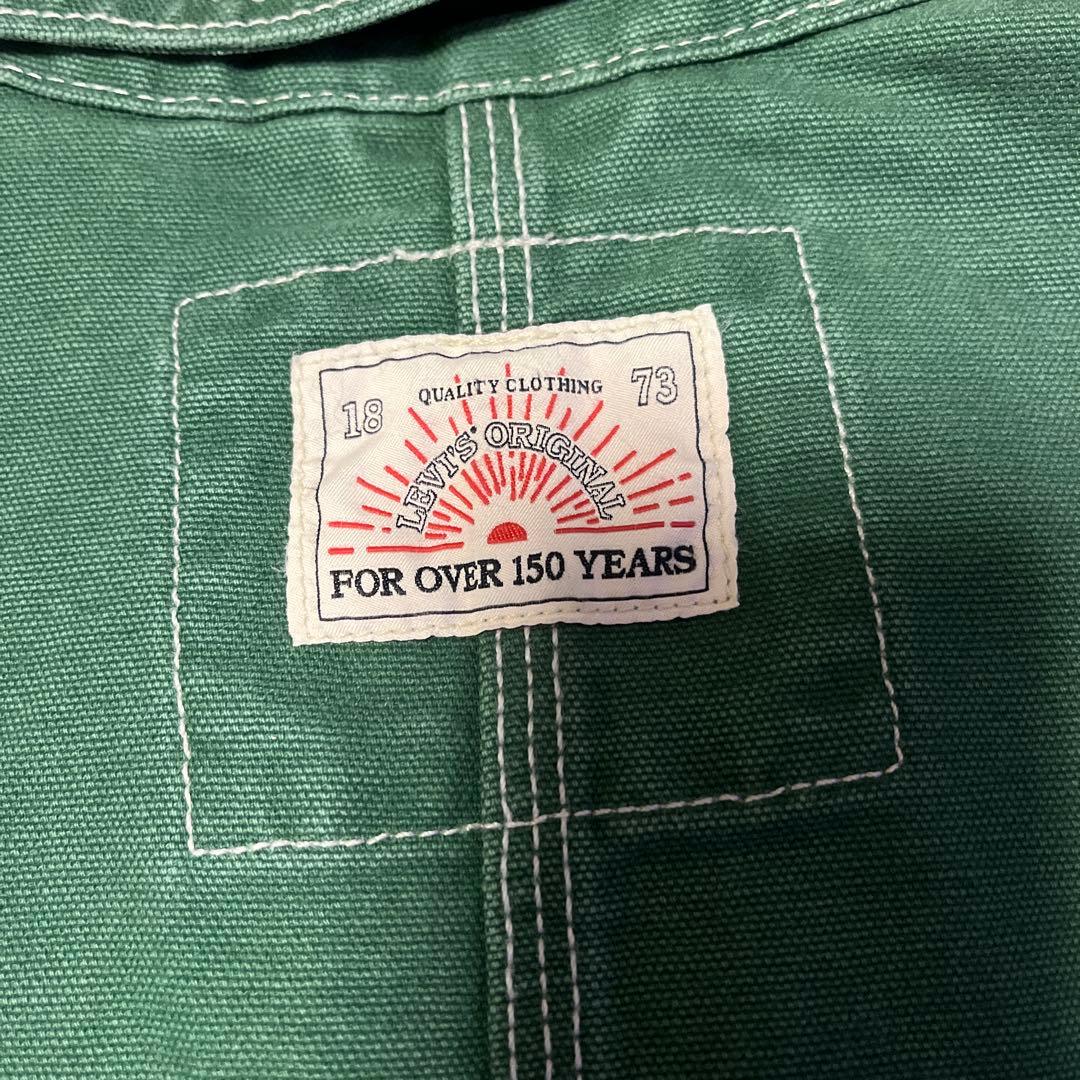 QUALITY CLOTHING
18 73
LEVI'S® ORIGINAL
FOR OVER 150 YEARS